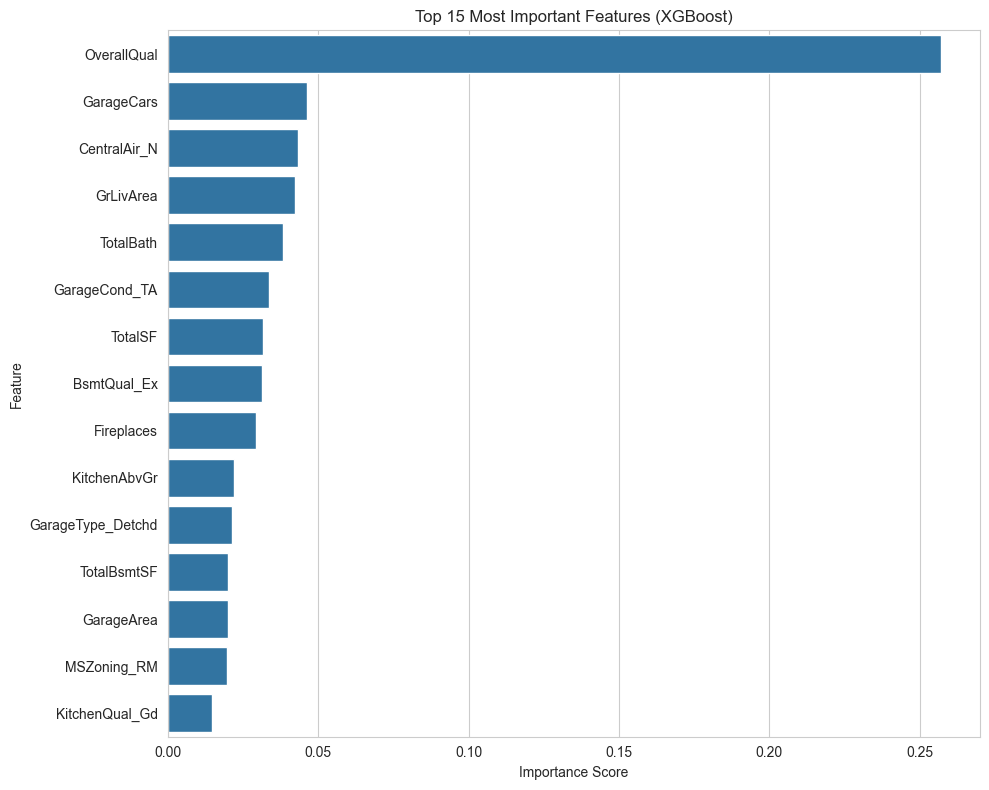 Top 15 Most Important Features (XGBoost)
OverallQual
GarageCars
CentralAir_N
GrLivArea
TotalBath
GarageCond_TA
TotalSF
BsmtQual_Ex
Fireplaces
KitchenAbvGr
GarageType_Detchd
TotalBsmtSF
GarageArea
MSZoning_RM
KitchenQual_Gd
Feature
0.00 0.05 0.10 0.15 0.20 0.25
Importance Score